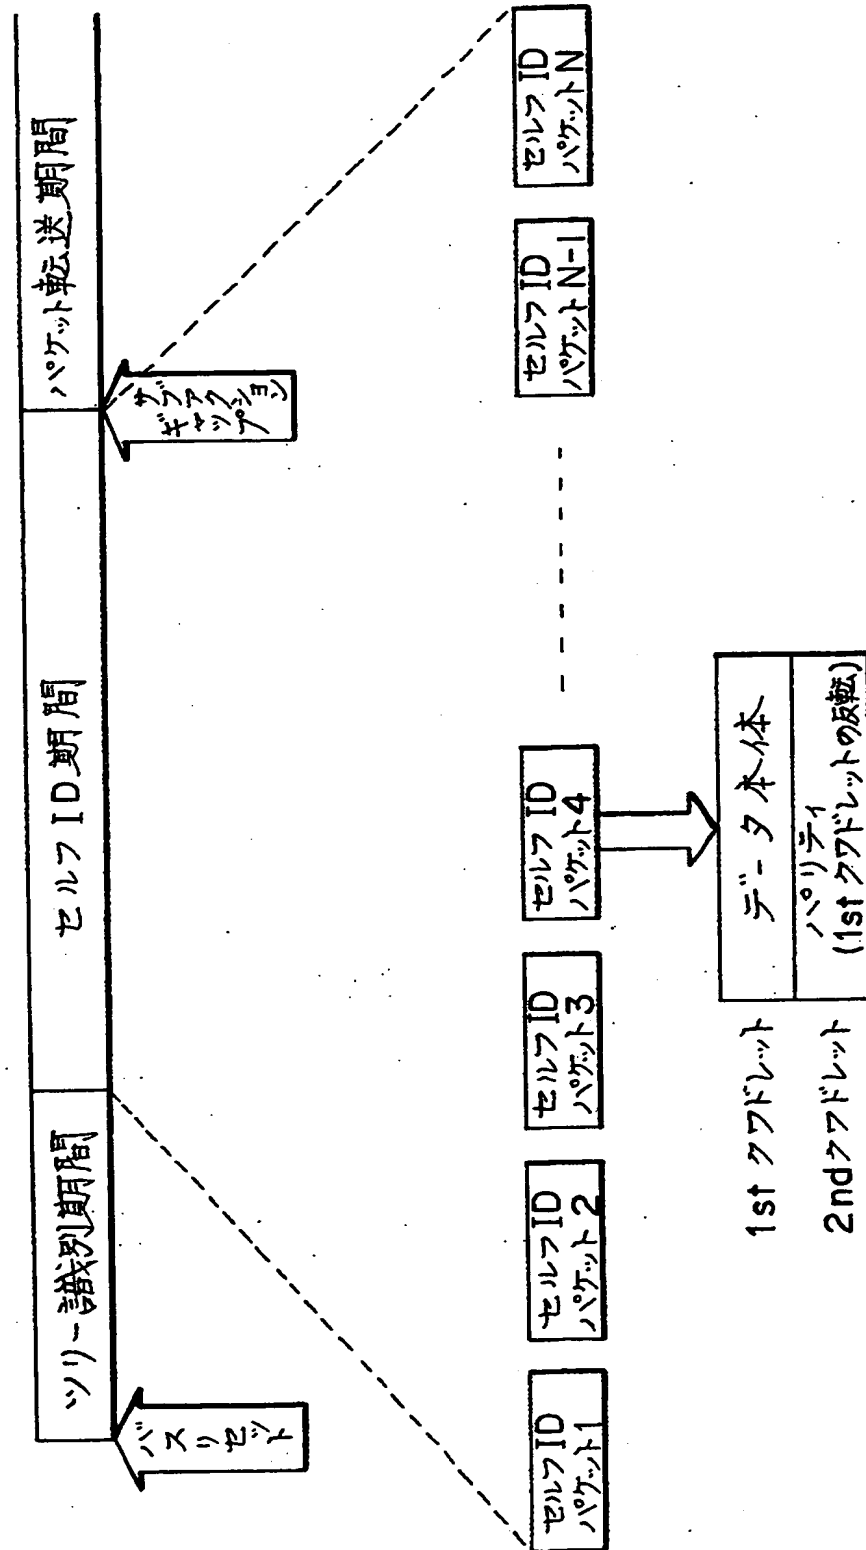 ツリー識別期間
セルフID期間
パケット転送期間
バスリセット
サブアクション
ギャップ
セルフID
パケット1
セルフID
パケット2
セルフID
パケット3
セルフID
パケット4
セルフID
パケットN-1
セルフID
パケットN
1st クワドレット
データ本体
2nd クワドレット
パリティ
(1st クワドレットの反転)